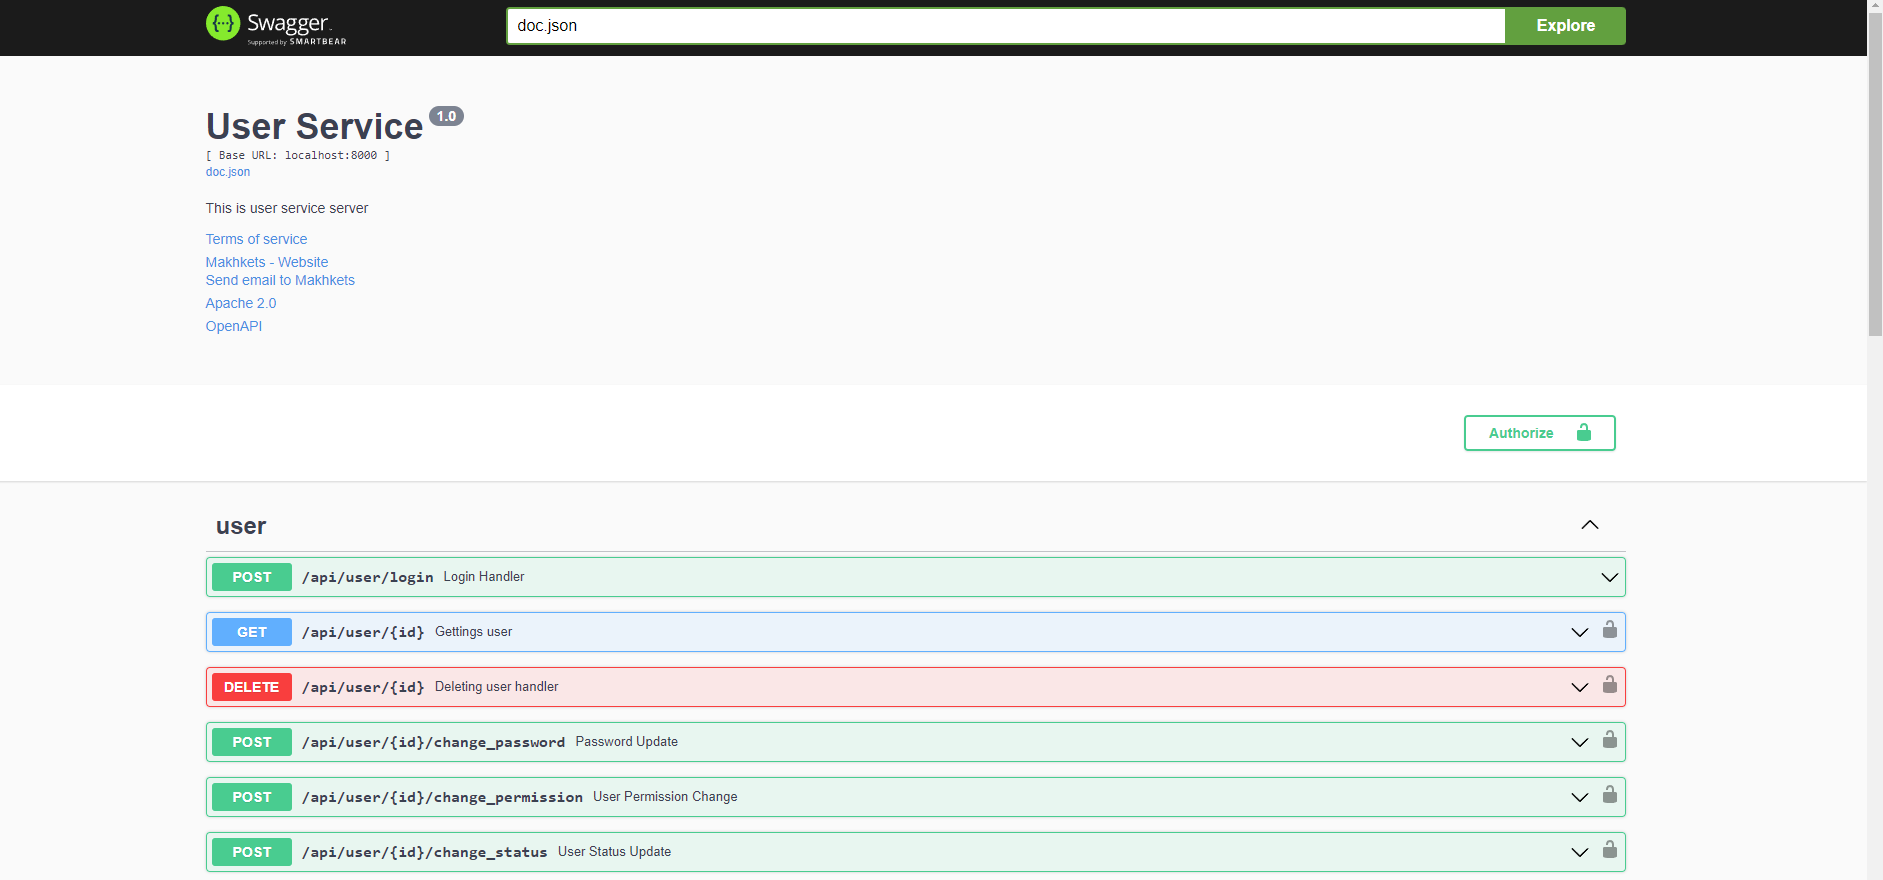 Swagger
Supported by SMARTBEAR
doc.json
Explore
User Service 1.0
[ Base URL: localhost:8000 ]
doc.json
This is user service server
Terms of service
Makhkets - Website
Send email to Makhkets
Apache 2.0
OpenAPI
Authorize
user
POST /api/user/login Login Handler
GET /api/user/{id} Gettings user
DELETE /api/user/{id} Deleting user handler
POST /api/user/{id}/change_password Password Update
POST /api/user/{id}/change_permission User Permission Change
POST /api/user/{id}/change_status User Status Update